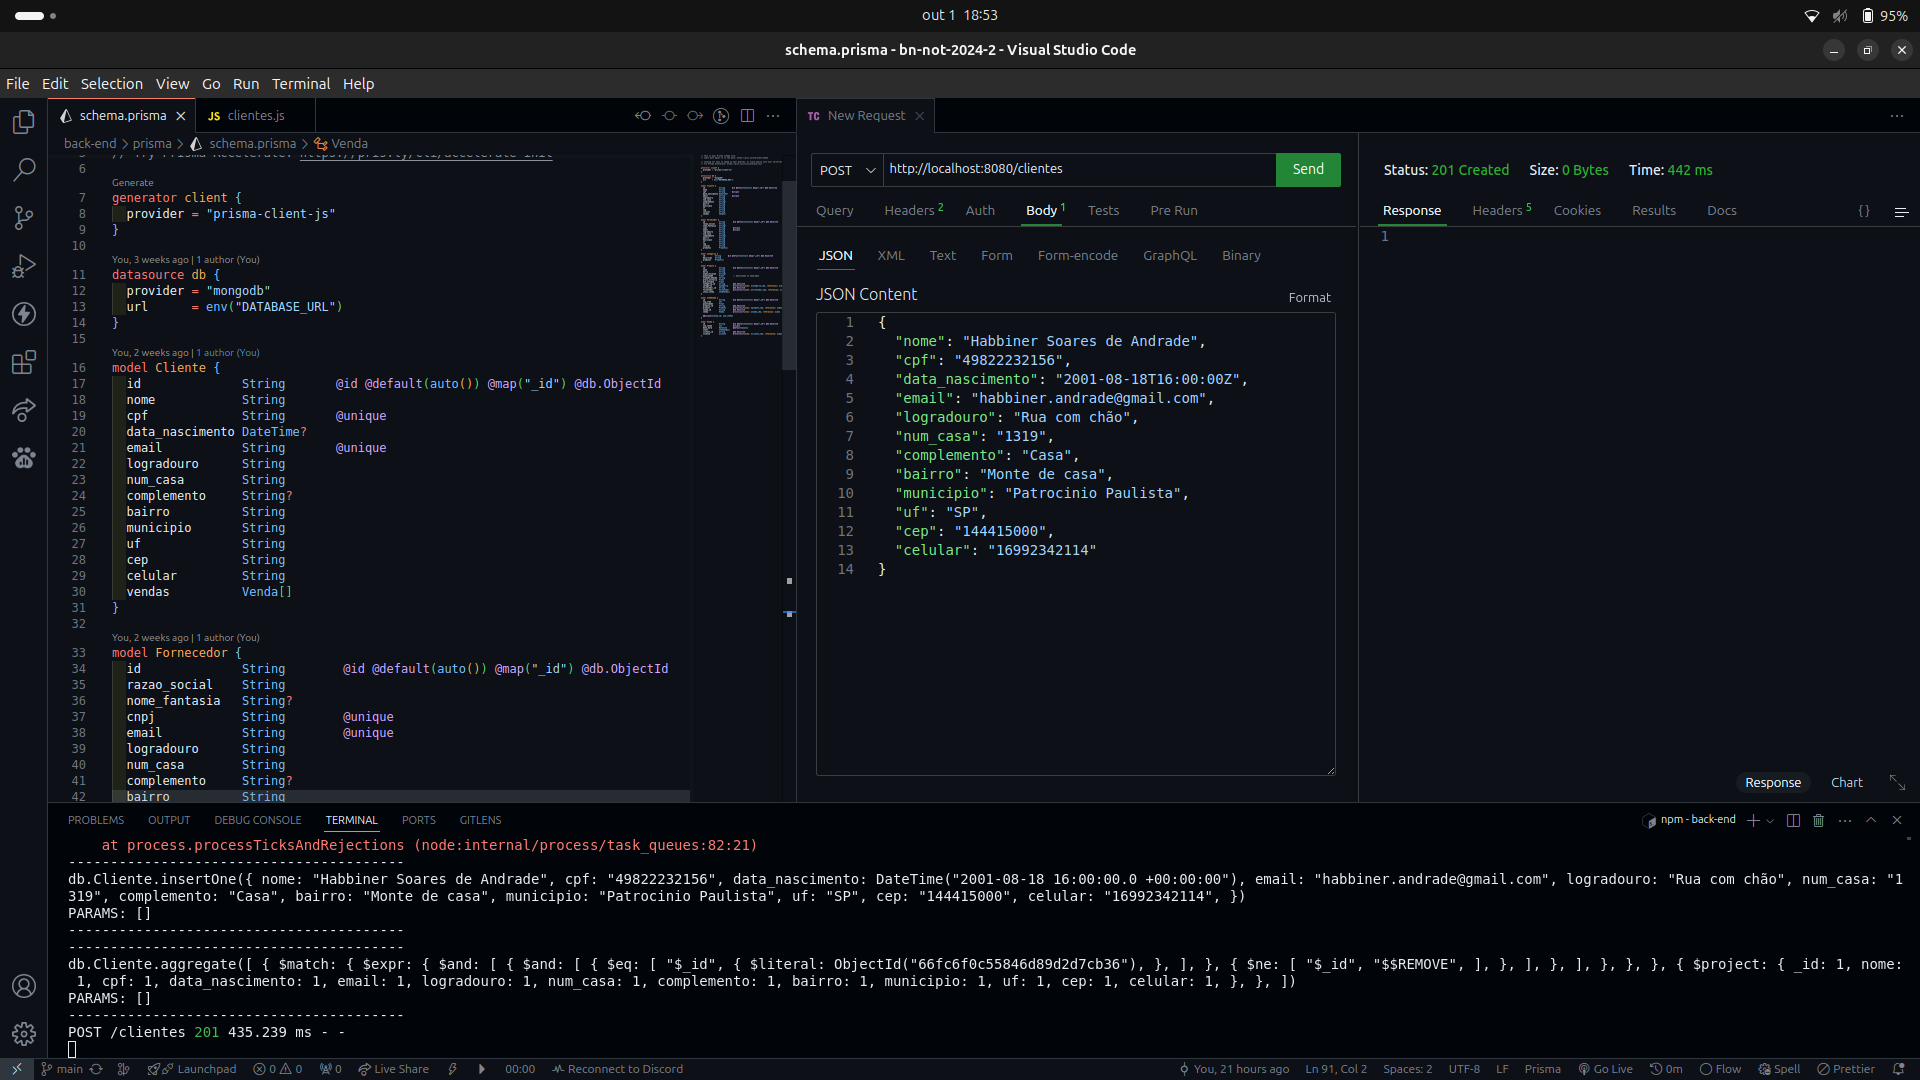 out 1 18:53
95%
schema.prisma - bn-not-2024-2 - Visual Studio Code
File Edit Selection View Go Run Terminal Help
schema.prisma
JS clientes.js
TC New Request
back-end > prisma > schema.prisma > Venda
6
Generate
7 generator client {
8 provider = "prisma-client-js"
9 }
10
You, 3 weeks ago | 1 author (You)
11 datasource db {
12 provider = "mongodb"
13 url = env("DATABASE_URL")
14 }
15
You, 2 weeks ago | 1 author (You)
16 model Cliente {
17 id String @id @default(auto()) @map("_id") @db.ObjectId
18 nome String
19 cpf String @unique
20 data_nascimento DateTime?
21 email String @unique
22 logradouro String
23 num_casa String
24 complemento String?
25 bairro String
26 municipio String
27 uf String
28 cep String
29 celular String
30 vendas Venda[]
31 }
32
You, 2 weeks ago | 1 author (You)
33 model Fornecedor {
34 id String @id @default(auto()) @map("_id") @db.ObjectId
35 razao_social String
36 nome_fantasia String?
37 cnpj String @unique
38 email String @unique
39 logradouro String
40 num_casa String
41 complemento String?
42 bairro String
POST http://localhost:8080/clientes Send
Query Headers 2 Auth Body 1 Tests Pre Run
JSON XML Text Form Form-encode GraphQL Binary
JSON Content
Format
1 {
2 "nome": "Habbiner Soares de Andrade",
3 "cpf": "49822232156",
4 "data_nascimento": "2001-08-18T16:00:00Z",
5 "email": "habbiner.andrade@gmail.com",
6 "logradouro": "Rua com chão",
7 "num_casa": "1319",
8 "complemento": "Casa",
9 "bairro": "Monte de casa",
10 "municipio": "Patrocinio Paulista",
11 "uf": "SP",
12 "cep": "144415000",
13 "celular": "16992342114"
14 }
Status: 201 Created Size: 0 Bytes Time: 442 ms
Response Headers 5 Cookies Results Docs { }
1
Response Chart
PROBLEMS OUTPUT DEBUG CONSOLE TERMINAL PORTS GITLENS
npm - back-end
at process.processTicksAndRejections (node:internal/process/task_queues:82:21)
----------------------------------------
db.Cliente.insertOne({ nome: "Habbiner Soares de Andrade", cpf: "49822232156", data_nascimento: DateTime("2001-08-18 16:00:00.0 +00:00:00"), email: "habbiner.andrade@gmail.com", logradouro: "Rua com chão", num_casa: "1
319", complemento: "Casa", bairro: "Monte de casa", municipio: "Patrocinio Paulista", uf: "SP", cep: "144415000", celular: "16992342114", })
PARAMS: []
----------------------------------------
----------------------------------------
db.Cliente.aggregate([ { $match: { $expr: { $and: [ { $and: [ { $eq: [ "$_id", { $literal: ObjectId("66fc6f0c55846d89d2d7cb36"), }, ], }, { $ne: [ "$_id", "$$REMOVE", ], }, ], }, ], }, }, }, { $project: { _id: 1, nome:
1, cpf: 1, data_nascimento: 1, email: 1, logradouro: 1, num_casa: 1, complemento: 1, bairro: 1, municipio: 1, uf: 1, cep: 1, celular: 1, }, }, ])
PARAMS: []
----------------------------------------
POST /clientes 201 435.239 ms - -
main Launchpad 0 0 0 Live Share 00:00 Reconnect to Discord
You, 21 hours ago Ln 91, Col 2 Spaces: 2 UTF-8 LF Prisma Go Live 0m Flow Spell Prettier